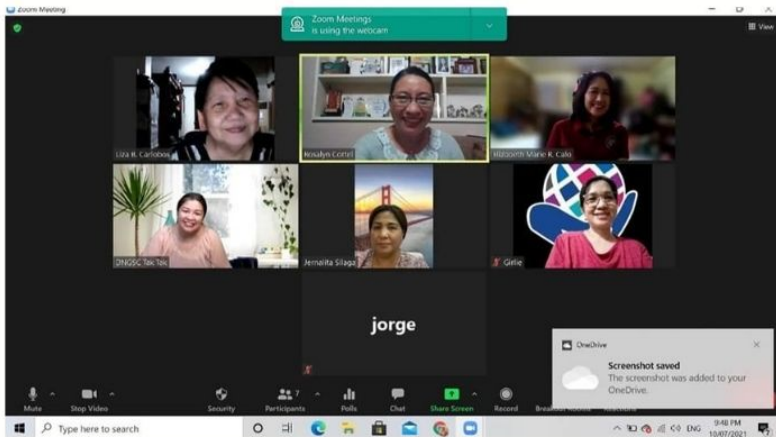 Zoom Meeting
Zoom Meetings
is using the webcam
View
Liza R. Carlobos
Rosalyn Cortel
Elizabeth Marie R. Calo
DNGSC Tek Tek
Jernalita Silaga
Girlie
jorge
OneDrive
Screenshot saved
The screenshot was added to your
OneDrive.
Mute
Stop Video
Security
Participants
7
Polls
Chat
Share Screen
Record
Breakout Rooms
Reactions
Type here to search
ENG
9:48 PM
10/07/2021